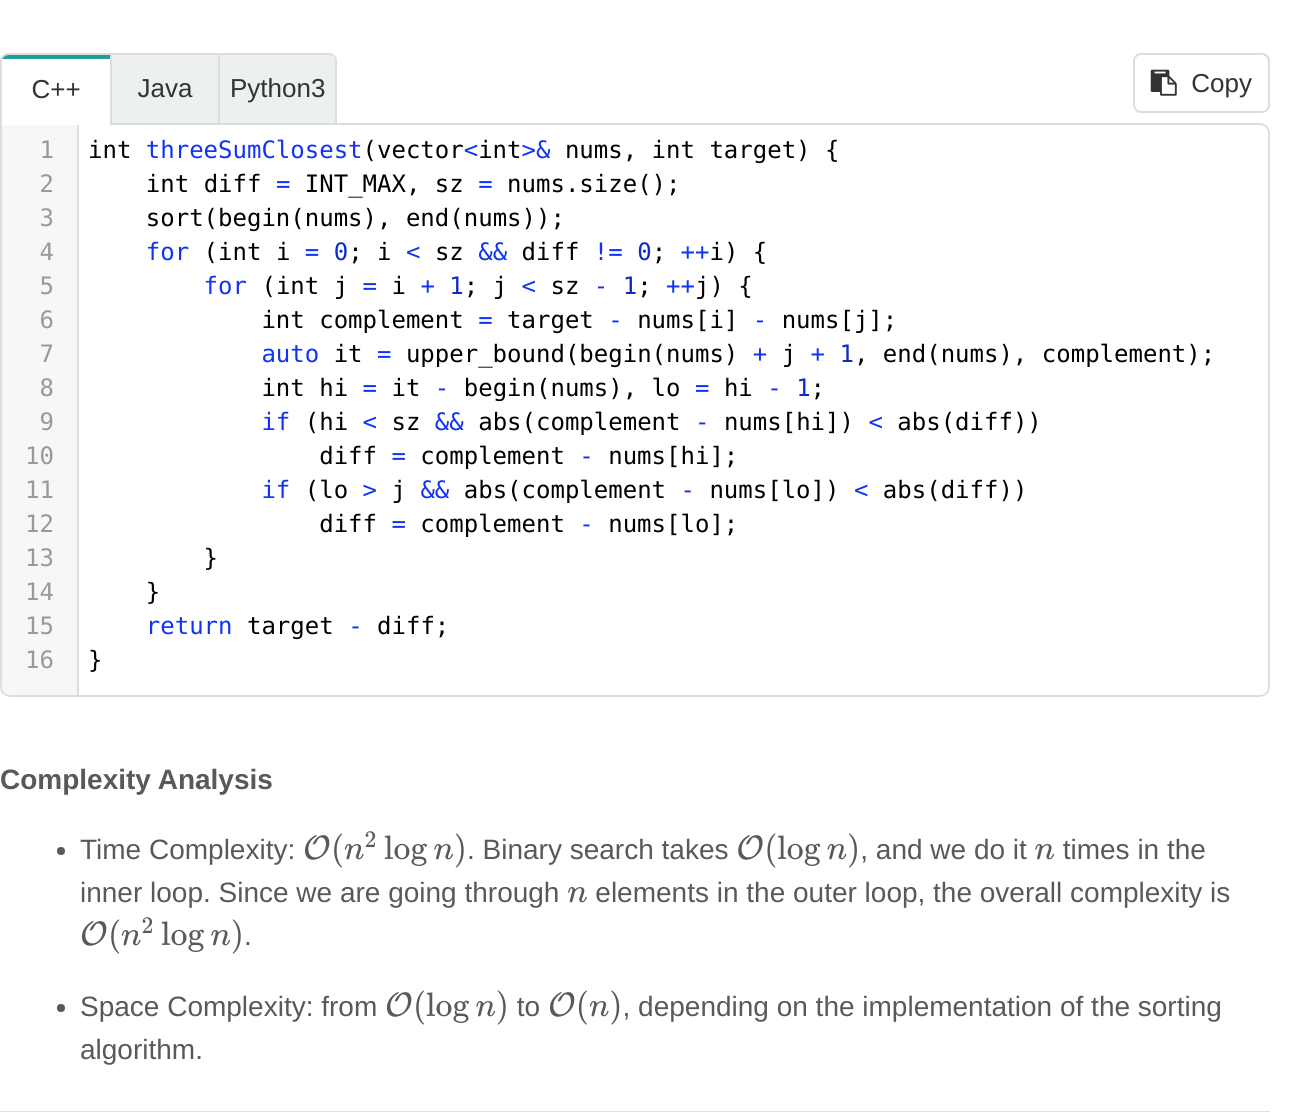 C++ Java Python3 Copy
1 int threeSumClosest(vector<int>& nums, int target) {
2     int diff = INT_MAX, sz = nums.size();
3     sort(begin(nums), end(nums));
4     for (int i = 0; i < sz && diff != 0; ++i) {
5         for (int j = i + 1; j < sz - 1; ++j) {
6             int complement = target - nums[i] - nums[j];
7             auto it = upper_bound(begin(nums) + j + 1, end(nums), complement);
8             int hi = it - begin(nums), lo = hi - 1;
9             if (hi < sz && abs(complement - nums[hi]) < abs(diff))
10                 diff = complement - nums[hi];
11             if (lo > j && abs(complement - nums[lo]) < abs(diff))
12                 diff = complement - nums[lo];
13         }
14     }
15     return target - diff;
16 }
Complexity Analysis
• Time Complexity: 𝒪(n² log n). Binary search takes 𝒪(log n), and we do it n times in the
inner loop. Since we are going through n elements in the outer loop, the overall complexity is
𝒪(n² log n).
• Space Complexity: from 𝒪(log n) to 𝒪(n), depending on the implementation of the sorting
algorithm.